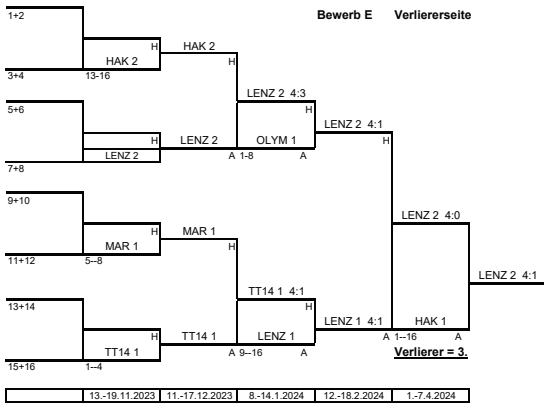 1+2
Bewerb E Verliererseite
H HAK 2
HAK 2 H
3+4 13-16
LENZ 2 4:3
5+6 H
LENZ 2 4:1
H LENZ 2 OLYM 1 H
LENZ 2 A 1-8 A
7+8
9+10
LENZ 2 4:0
H MAR 1
MAR 1 H
11+12 5--8
LENZ 2 4:1
TT14 1 4:1
13+14 H
LENZ 1 4:1 HAK 1
H TT14 1 LENZ 1 A 1--16 A
TT14 1 A 9--16 A Verlierer = 3.
15+16 1--4
13.-19.11.2023 11.-17.12.2023 8.-14.1.2024 12.-18.2.2024 1.-7.4.2024